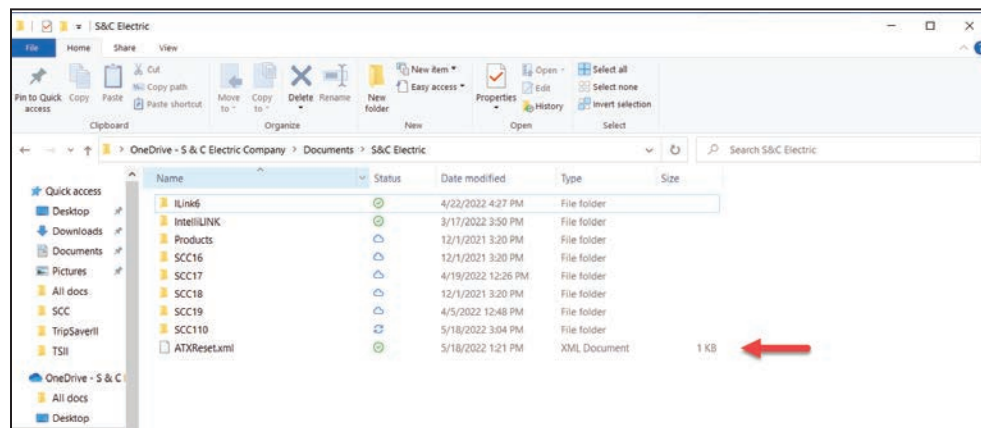 S&C Electric
File Home Share View
Pin to Quick access
Copy
Paste
Cut
Copy path
Paste shortcut
Clipboard
Move to
Copy to
Delete
Rename
Organize
New folder
New item
Easy access
New
Properties
Open
Edit
History
Open
Select all
Select none
Invert selection
Select
OneDrive - S & C Electric Company > Documents > S&C Electric
Search S&C Electric
Name Status Date modified Type Size
ILink6 4/22/2022 4:27 PM File folder
IntelliLINK 3/17/2022 3:50 PM File folder
Products 12/1/2021 3:20 PM File folder
SCC16 12/1/2021 3:20 PM File folder
SCC17 4/19/2022 12:26 PM File folder
SCC18 12/1/2021 3:20 PM File folder
SCC19 4/5/2022 12:48 PM File folder
SCC110 5/18/2022 3:04 PM File folder
ATXReset.xml 5/18/2022 1:21 PM XML Document 1 KB
Quick access
Desktop
Downloads
Documents
Pictures
All docs
SCC
TripSaverII
TSII
OneDrive - S & C
All docs
Desktop